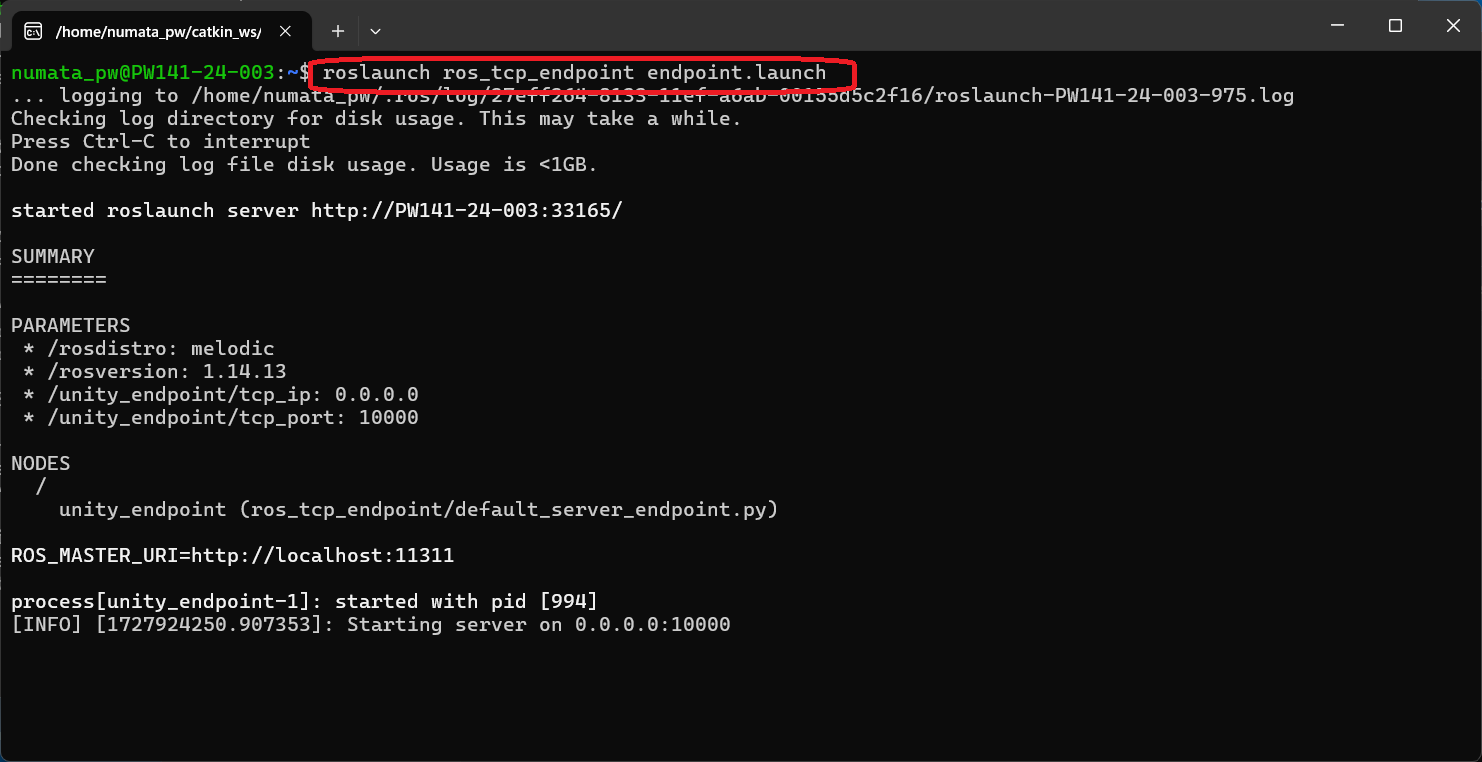 /home/numata_pw/catkin_ws/
numata_pw@PW141-24-003:~$ roslaunch ros_tcp_endpoint endpoint.launch
... logging to /home/numata_pw/.ros/log/27eff264-8133-11ef-a6ab-00155d5c2f16/roslaunch-PW141-24-003-975.log
Checking log directory for disk usage. This may take a while.
Press Ctrl-C to interrupt
Done checking log file disk usage. Usage is <1GB.
started roslaunch server http://PW141-24-003:33165/
SUMMARY
========
PARAMETERS
* /rosdistro: melodic
* /rosversion: 1.14.13
* /unity_endpoint/tcp_ip: 0.0.0.0
* /unity_endpoint/tcp_port: 10000
NODES
/
unity_endpoint (ros_tcp_endpoint/default_server_endpoint.py)
ROS_MASTER_URI=http://localhost:11311
process[unity_endpoint-1]: started with pid [994]
[INFO] [1727924250.907353]: Starting server on 0.0.0.0:10000